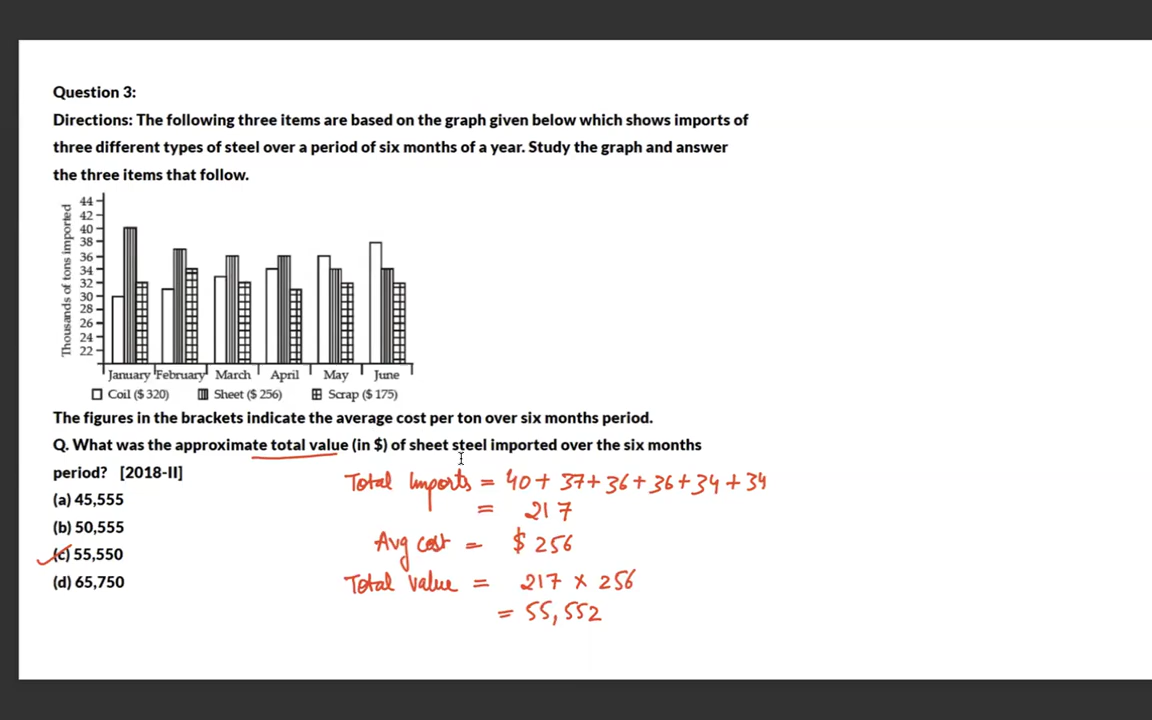 Question 3:
Directions: The following three items are based on the graph given below which shows imports of
three different types of steel over a period of six months of a year. Study the graph and answer
the three items that follow.
Thousands of tons imported
44
42
40
38
36
34
32
30
28
26
24
22
January February March April May June
Coil ($ 320) Sheet ($ 256) Scrap ($ 175)
The figures in the brackets indicate the average cost per ton over six months period.
Q. What was the approximate total value (in $) of sheet steel imported over the six months
period? [2018-II]
Total Imports = 40 + 37 + 36 + 36 + 34 + 34
(a) 45,555
= 217
(b) 50,555
Avg cost = $ 256
(c) 55,550
(d) 65,750
Total value = 217 x 256
= 55,552